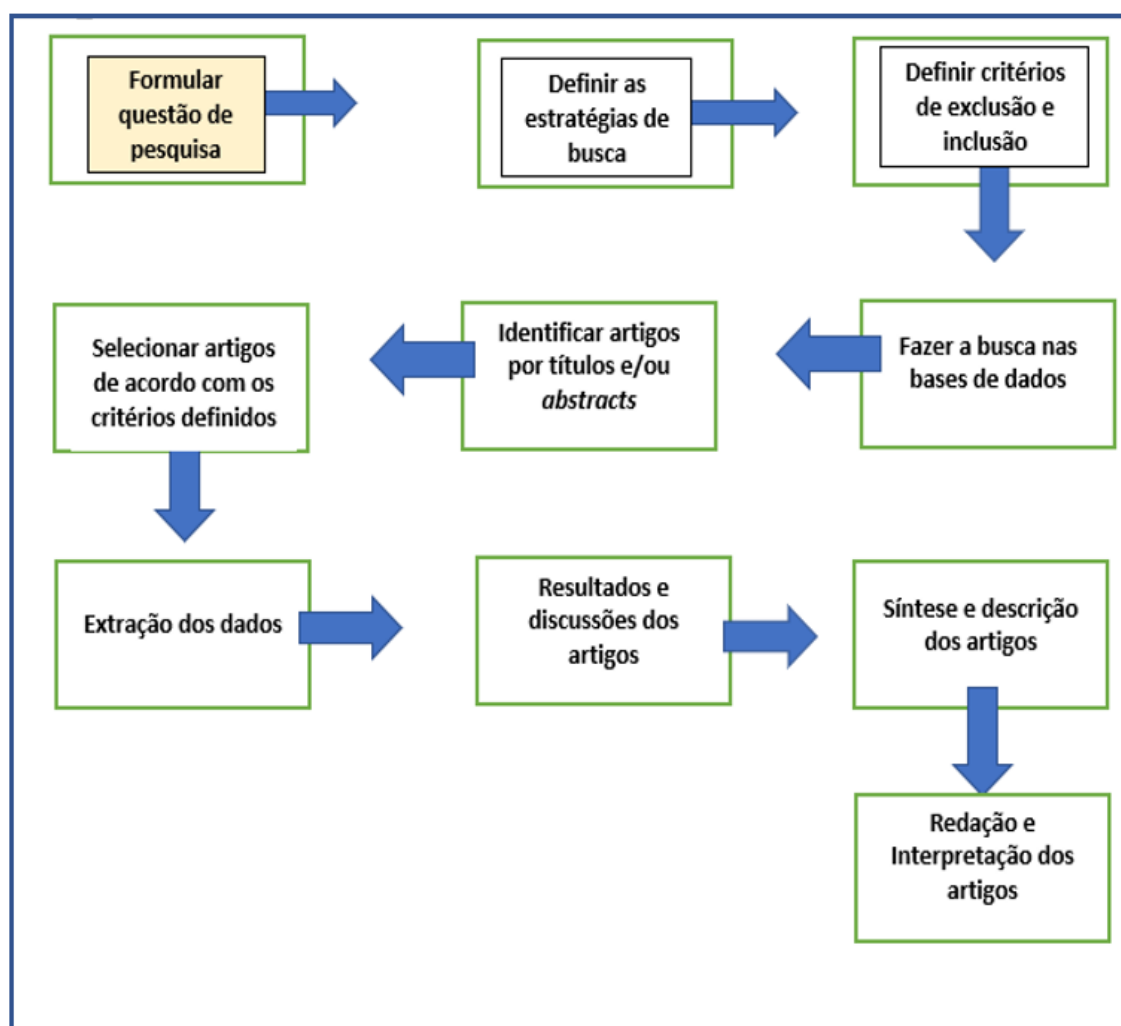 Formular
questão de
pesquisa
Definir as
estratégias de
busca
Definir critérios
de exclusão e
inclusão
Fazer a busca nas
bases de dados
Identificar artigos
por títulos e/ou
abstracts
Selecionar artigos
de acordo com os
critérios definidos
Extração dos dados
Resultados e
discussões dos
artigos
Síntese e descrição
dos artigos
Redação e
Interpretação dos
artigos